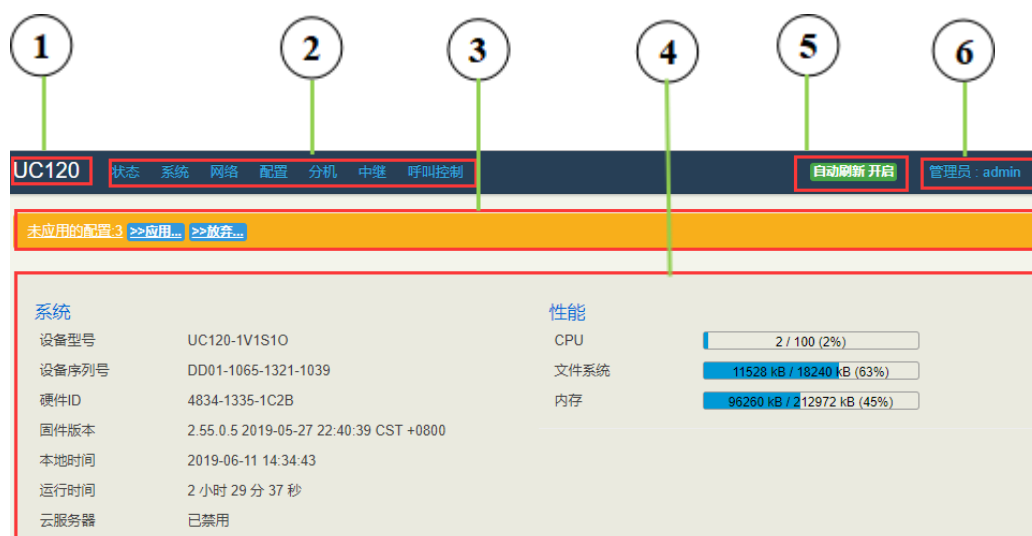 1 2 3 4 5 6
UC120 状态 系统 网络 配置 分机 中继 呼叫控制 自动刷新 开启 管理员 : admin
未应用的配置:3 >>应用... >>放弃...
系统 性能
设备型号 UC120-1V1S1O CPU 2 / 100 (2%)
设备序列号 DD01-1065-1321-1039 文件系统 11528 kB / 18240 kB (63%)
硬件ID 4834-1335-1C2B 内存 96260 kB / 212972 kB (45%)
固件版本 2.55.0.5 2019-05-27 22:40:39 CST +0800
本地时间 2019-06-11 14:34:43
运行时间 2 小时 29 分 37 秒
云服务器 已禁用